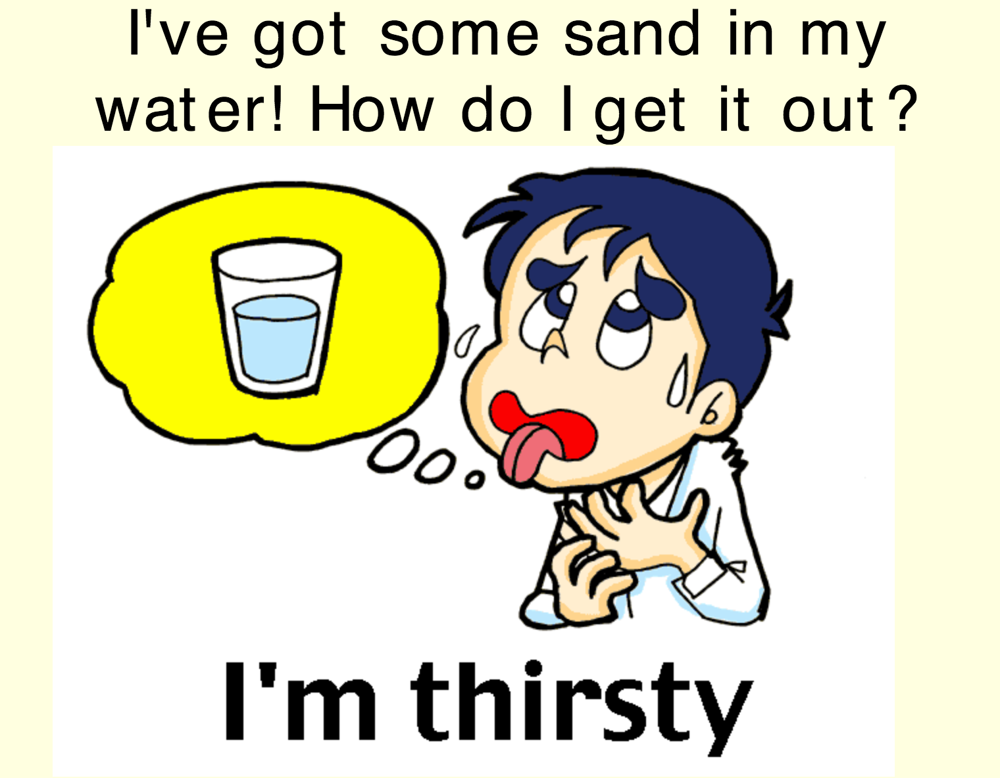 I've got some sand in my
water! How do I get it out?
I'm thirsty